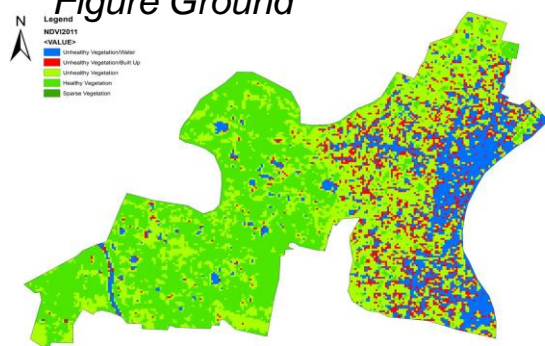 Figure Ground
N
Legend
NDVI2011
<VALUE>
Unhealthy Vegetation/Water
Unhealthy Vegetation/Built Up
Unhealthy Vegetation
Healthy Vegetation
Sparse Vegetation